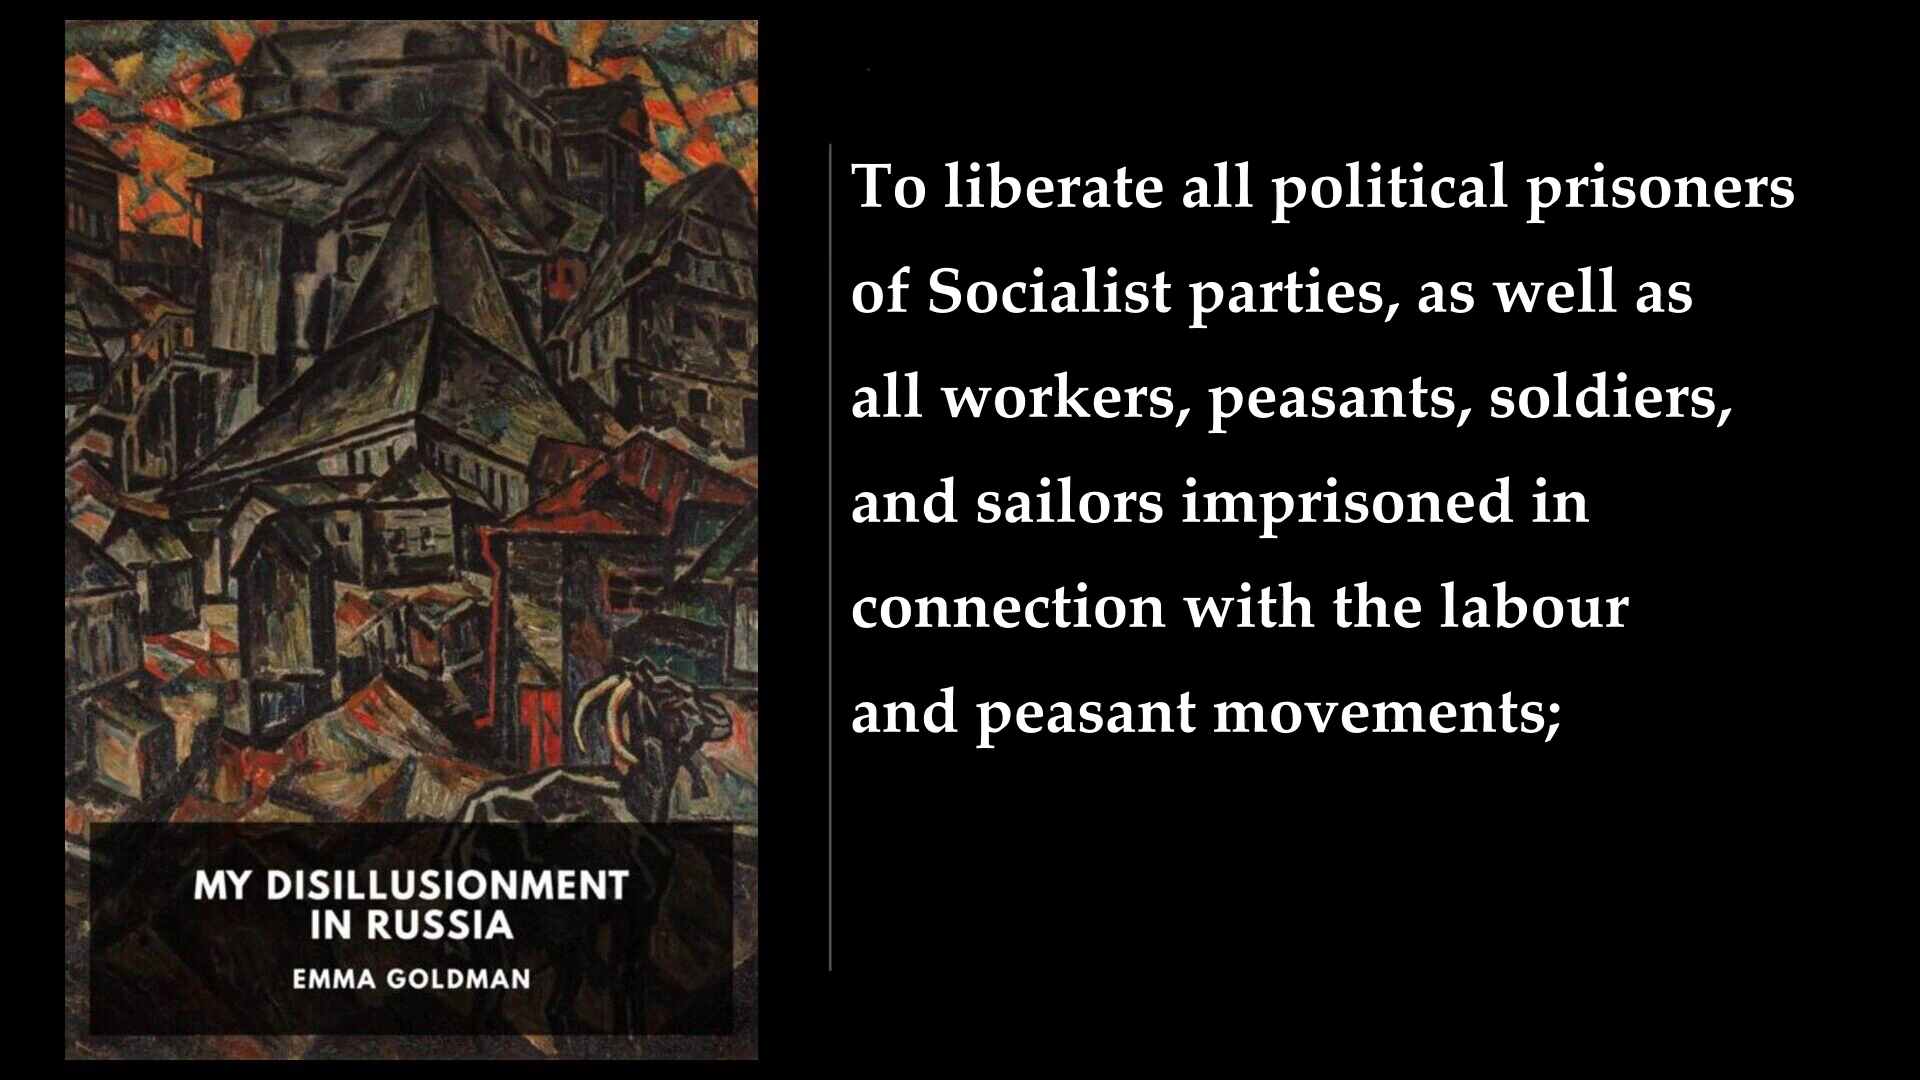 MY DISILLUSIONMENT
IN RUSSIA
EMMA GOLDMAN
To liberate all political prisoners
of Socialist parties, as well as
all workers, peasants, soldiers,
and sailors imprisoned in
connection with the labour
and peasant movements;